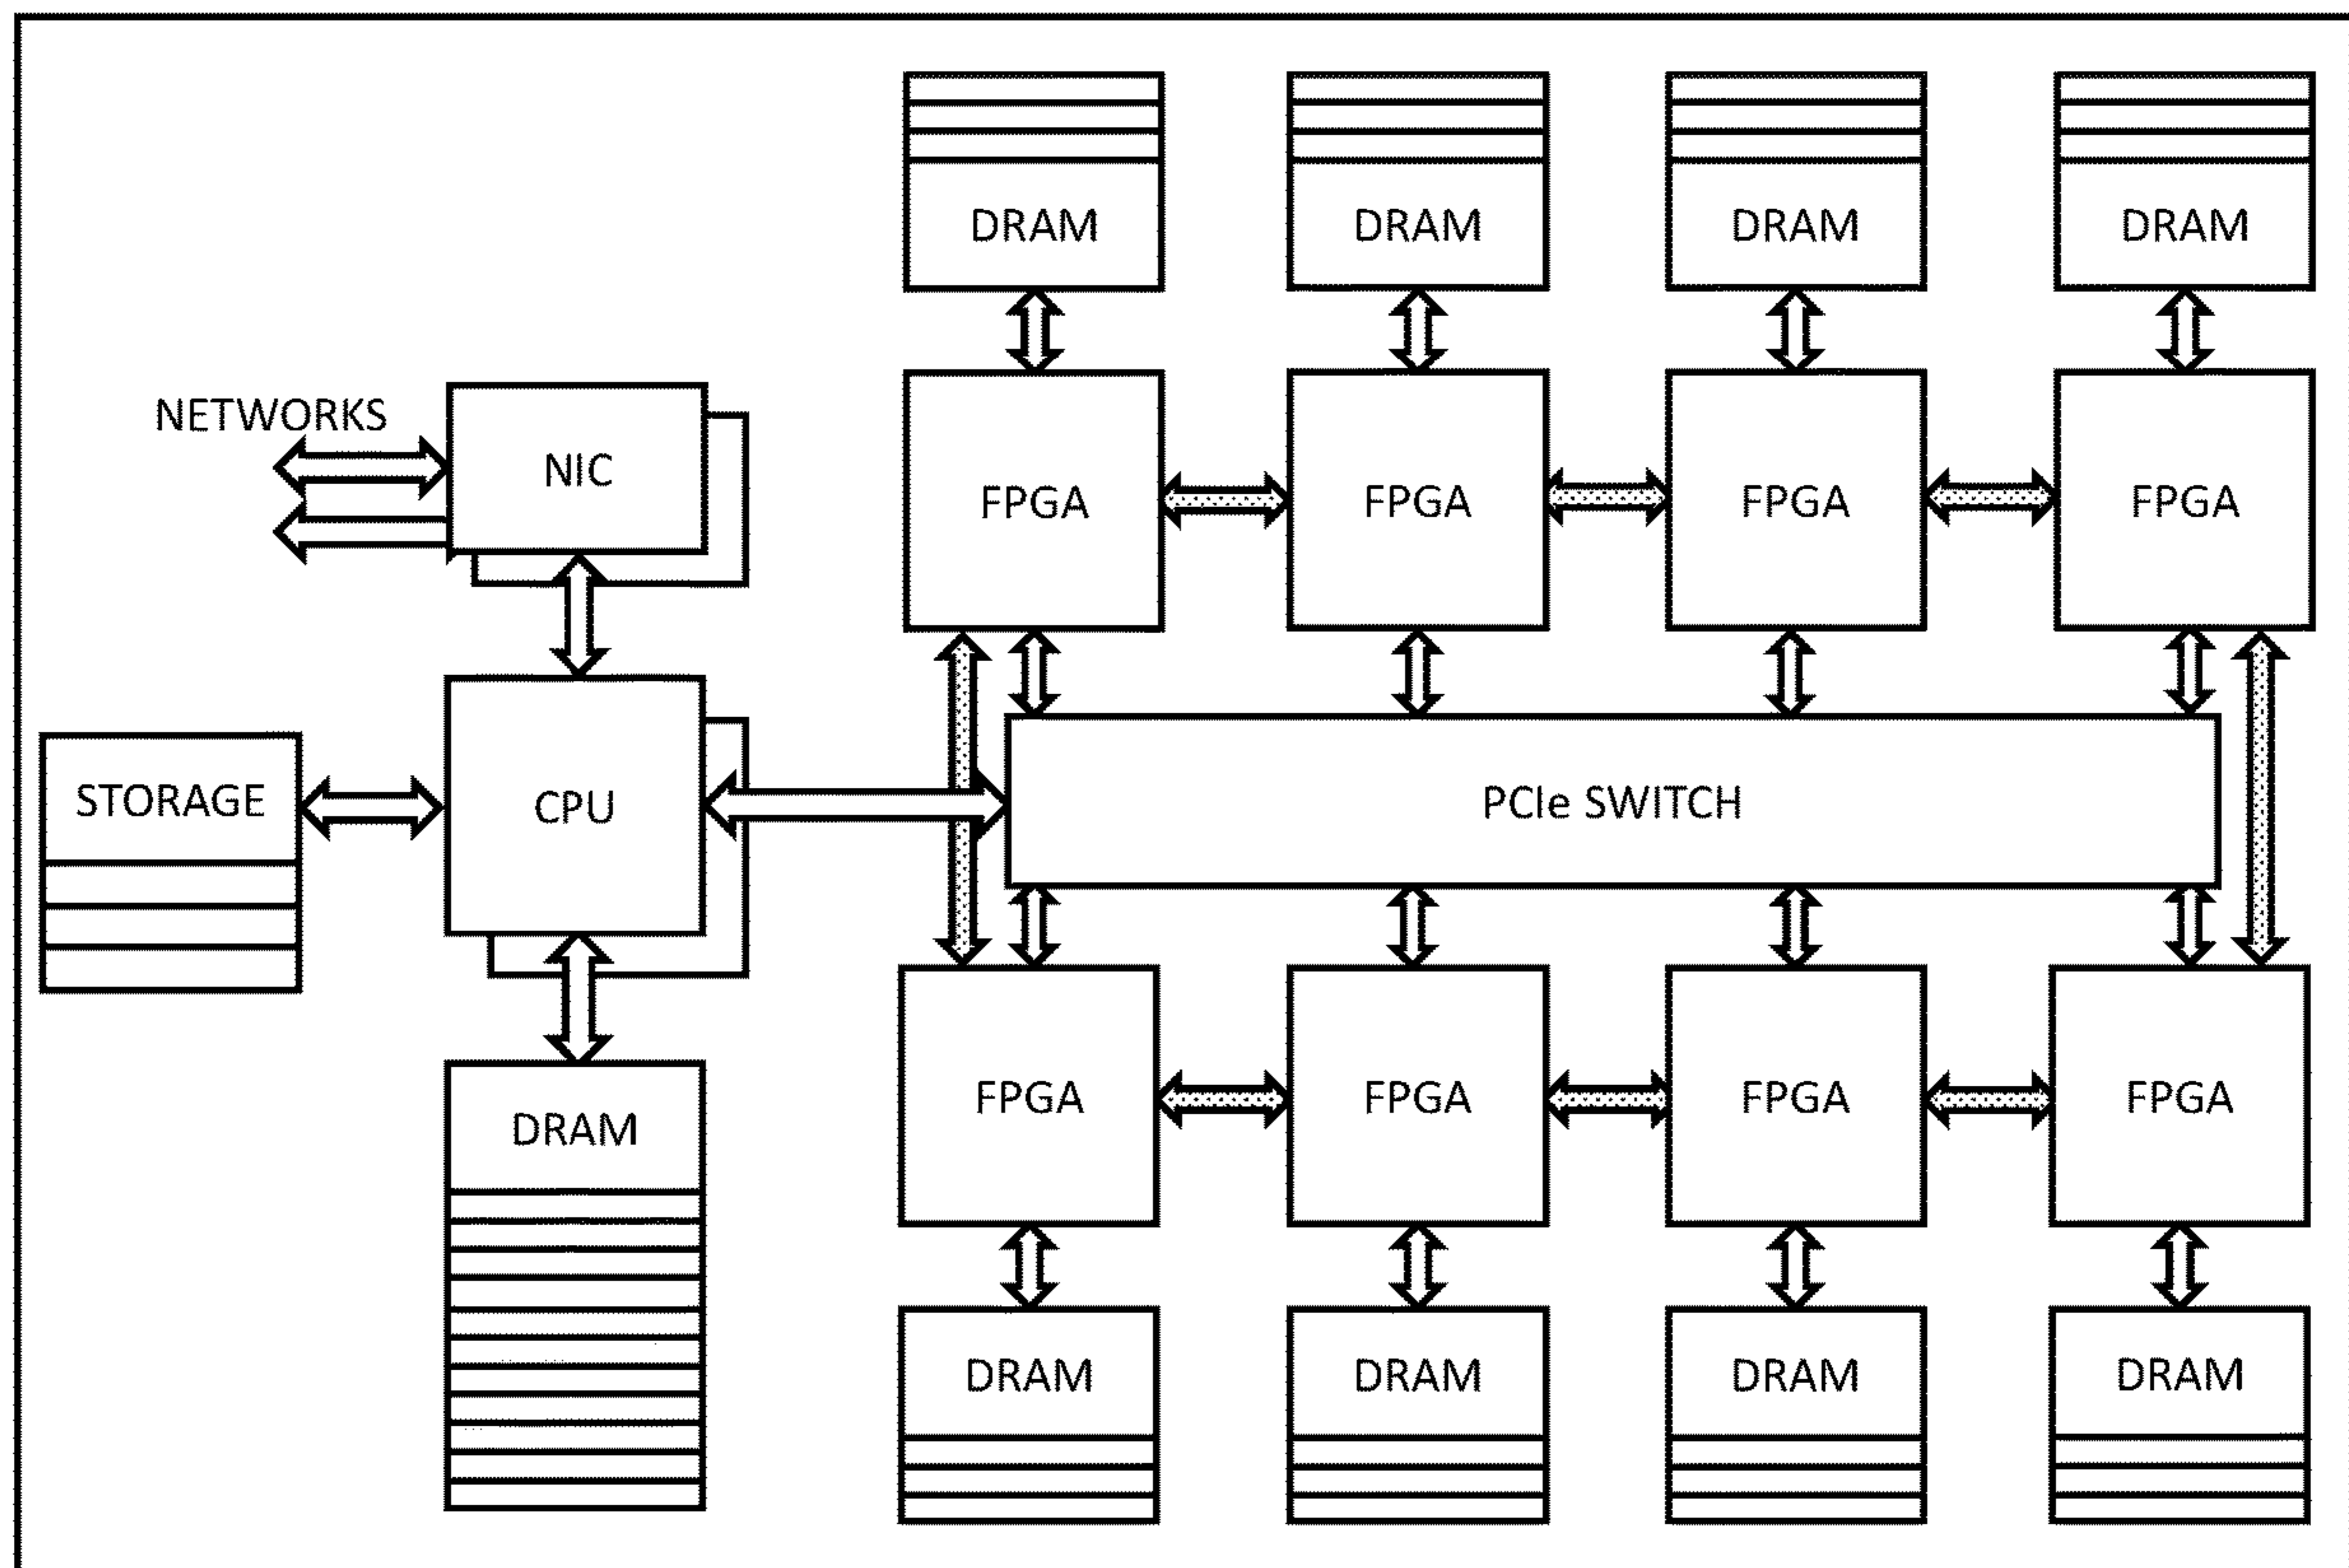 DRAM DRAM DRAM DRAM
NETWORKS
NIC
FPGA FPGA FPGA FPGA
STORAGE
CPU
PCIe SWITCH
FPGA FPGA FPGA FPGA
DRAM
DRAM DRAM DRAM DRAM